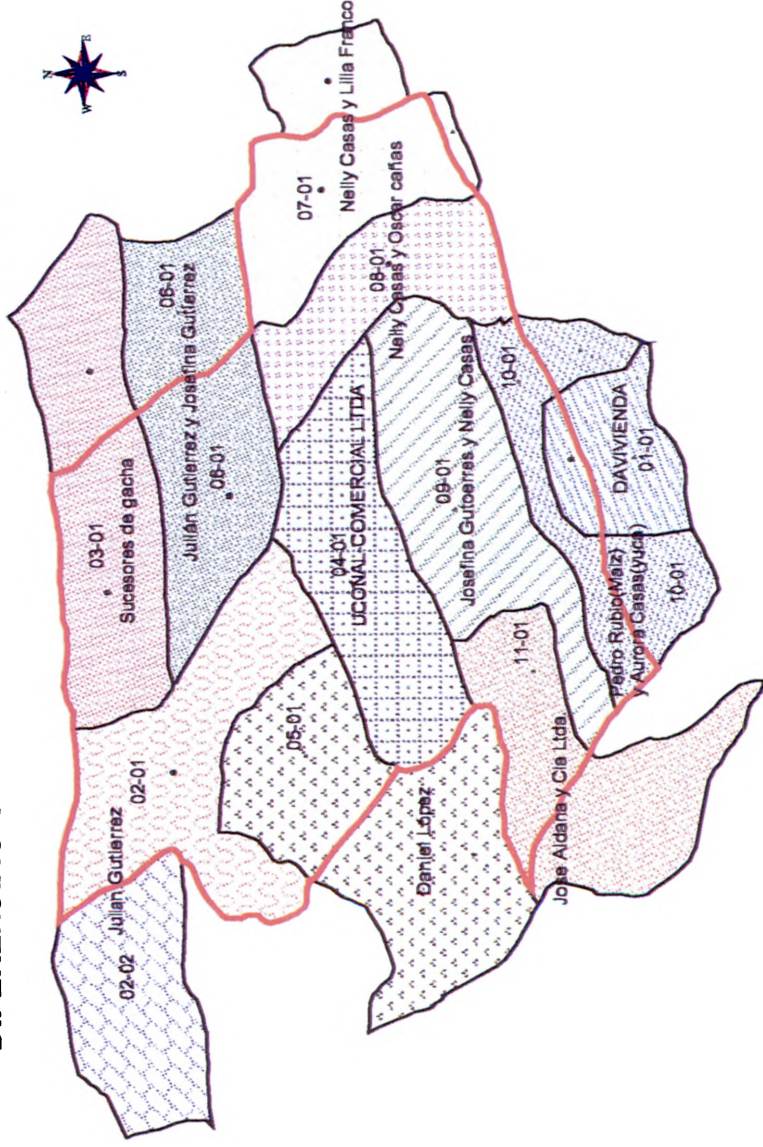 N
W
E
S
02-02
Julian Gutierrez
02-01
03-01
Sucesores de gacha
06-01
Julián Gutierrez y Josefina Gutierrez
06-01
07-01
Nelly Casas y Lilia Franco
08-01
Nelly Casas y Oscar cañas
05-01
Daniel Lopez
04-01
UCONAL-COMERCIAL LTDA
09-01
Josefina Gutoerres y Nelly Casas
10-01
DAVIVIENDA
01-01
11-01
Jose Aldana y Cia Ltda.
Pedro Rubio(Maiz)
y Aurora Casas(yuca)
10-01